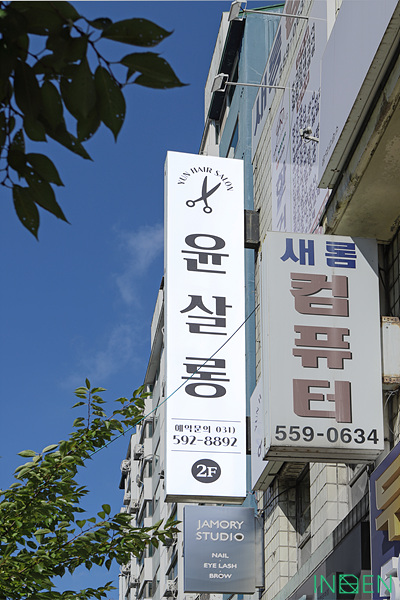 YUN HAIR SALON
윤살롱
예약문의 031)
592-8892
2F
새롬
컴퓨터
559-0634
JAMORY
STUDIO
NAIL
EYE LASH
BROW